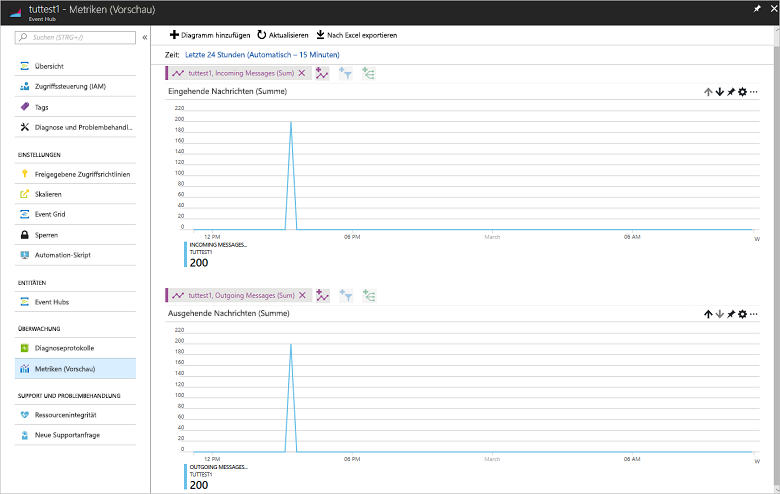 tuttest1 - Metriken (Vorschau)
Event Hub
Suchen (STRG+/)
«
Übersicht
Zugriffssteuerung (IAM)
Tags
Diagnose und Problembehandl...
EINSTELLUNGEN
Freigegebene Zugriffsrichtlinien
Skalieren
Event Grid
Sperren
Automation-Skript
ENTITÄTEN
Event Hubs
ÜBERWACHUNG
Diagnoseprotokolle
Metriken (Vorschau)
SUPPORT UND PROBLEMBEHANDLUNG
Ressourcenintegrität
Neue Supportanfrage
Diagramm hinzufügen
Aktualisieren
Nach Excel exportieren
Zeit: Letzte 24 Stunden (Automatisch – 15 Minuten)
tuttest1, Incoming Messages (Sum)
Eingehende Nachrichten (Summe)
220
200
180
160
140
120
100
80
60
40
20
0
12 PM 06 PM March 06 AM W
INCOMING MESSAGES...
TUTTEST1
200
tuttest1, Outgoing Messages (Sum)
Ausgehende Nachrichten (Summe)
220
200
180
160
140
120
100
80
60
40
20
0
12 PM 06 PM March 06 AM W
OUTGOING MESSAGES...
TUTTEST1
200